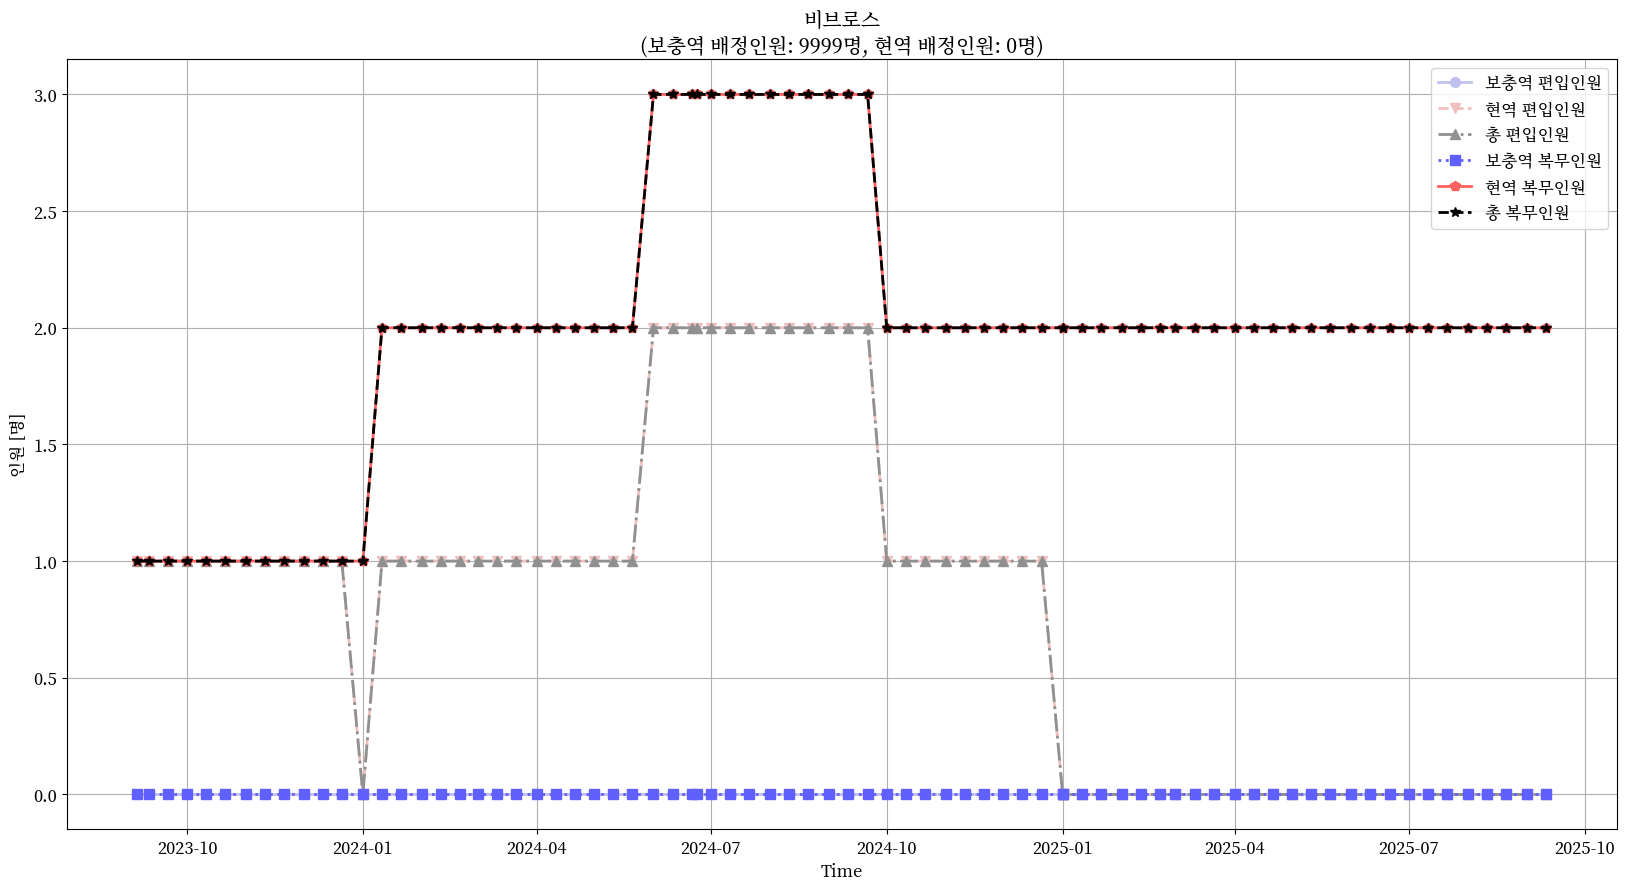 비브로스
(보충역 배정인원: 9999명, 현역 배정인원: 0명)
보충역 편입인원
현역 편입인원
총 편입인원
보충역 복무인원
현역 복무인원
총 복무인원
인원 [명]
3.0
2.5
2.0
1.5
1.0
0.5
0.0
2023-10
2024-01
2024-04
2024-07
2024-10
2025-01
2025-04
2025-07
2025-10
Time